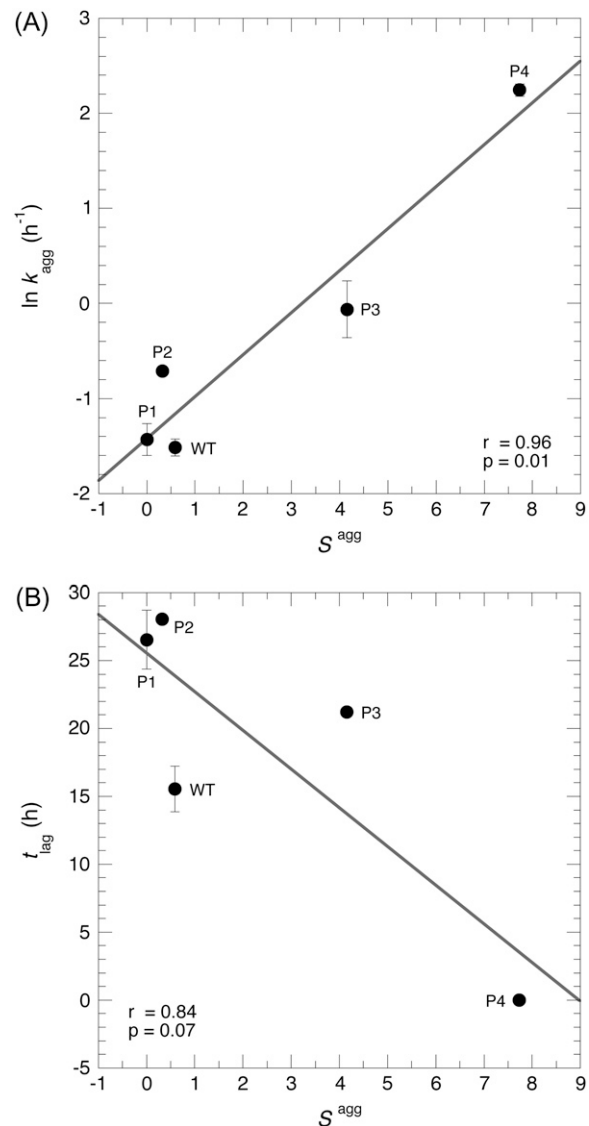 (A)
3
2
1
0
-1
-2
ln k agg (h-1)
P4
P3
P2
P1
WT
r = 0.96
p = 0.01
-1 0 1 2 3 4 5 6 7 8 9
S agg
(B)
30
25
20
15
10
5
0
-5
t lag (h)
P2
P1
P3
WT
P4
r = 0.84
p = 0.07
-1 0 1 2 3 4 5 6 7 8 9
S agg